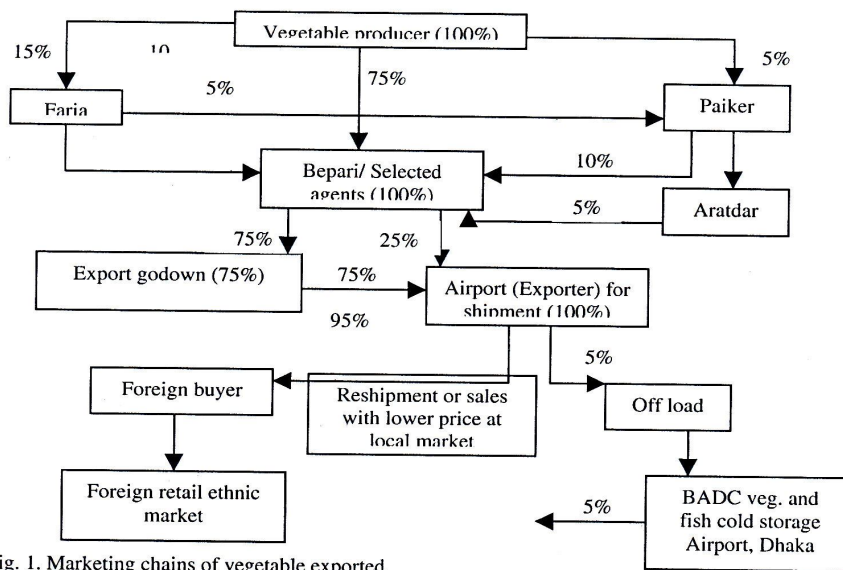 Vegetable producer (100%)
15%
10
5%
75%
5%
Faria
Paiker
10%
Bepari/ Selected
agents (100%)
Aratdar
5%
75%
25%
Export godown (75%)
75%
Airport (Exporter) for
shipment (100%)
95%
5%
Foreign buyer
Reshipment or sales
with lower price at
local market
Off load
Foreign retail ethnic
market
BADC veg. and
fish cold storage
Airport, Dhaka
5%
ig. 1. Marketing chains of vegetable exported